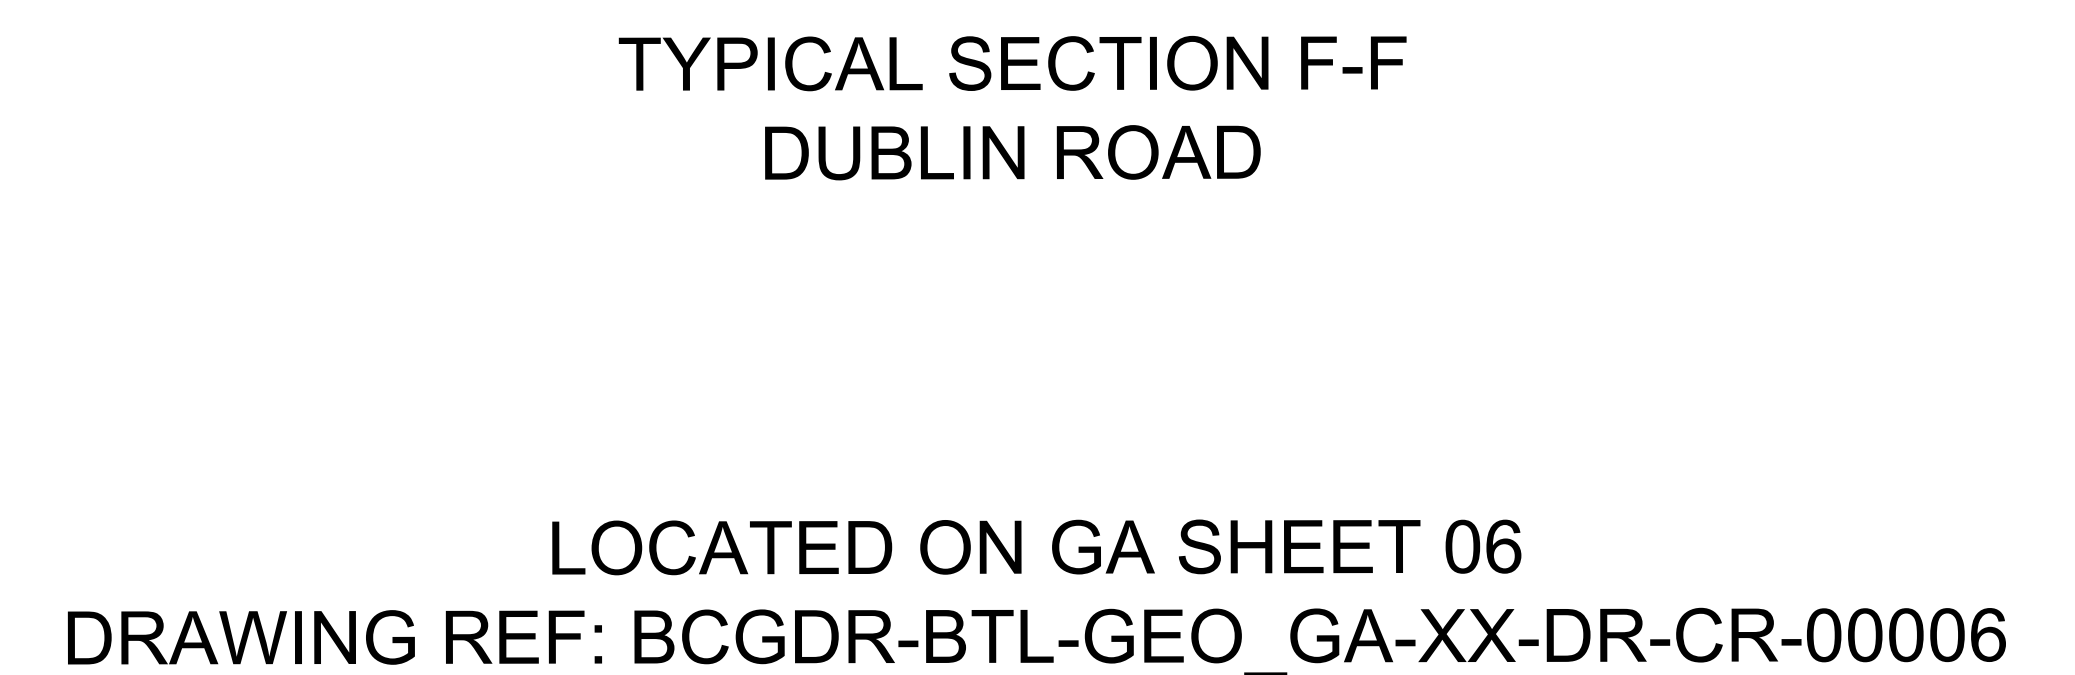 TYPICAL SECTION F-F
DUBLIN ROAD
LOCATED ON GA SHEET 06
DRAWING REF: BCGDR-BTL-GEO_GA-XX-DR-CR-00006